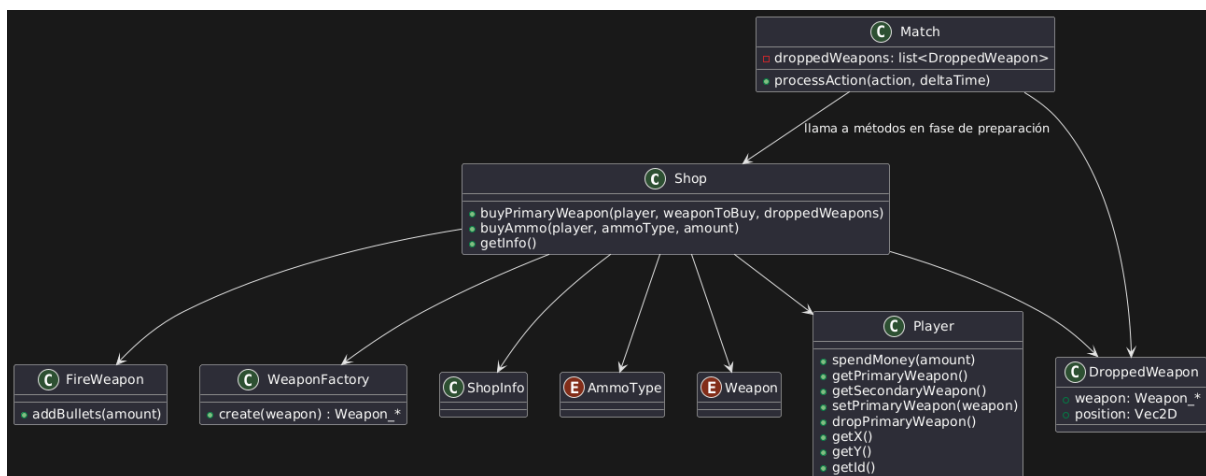 C Match
droppedWeapons: list<DroppedWeapon>
processAction(action, deltaTime)
llama a métodos en fase de preparación
C Shop
buyPrimaryWeapon(player, weaponToBuy, droppedWeapons)
buyAmmo(player, ammoType, amount)
getInfo()
C FireWeapon
addBullets(amount)
C WeaponFactory
create(weapon) : Weapon_*
C ShopInfo
E AmmoType
E Weapon
C Player
spendMoney(amount)
getPrimaryWeapon()
getSecondaryWeapon()
setPrimaryWeapon(weapon)
dropPrimaryWeapon()
getX()
getY()
getId()
C DroppedWeapon
weapon: Weapon_*
position: Vec2D